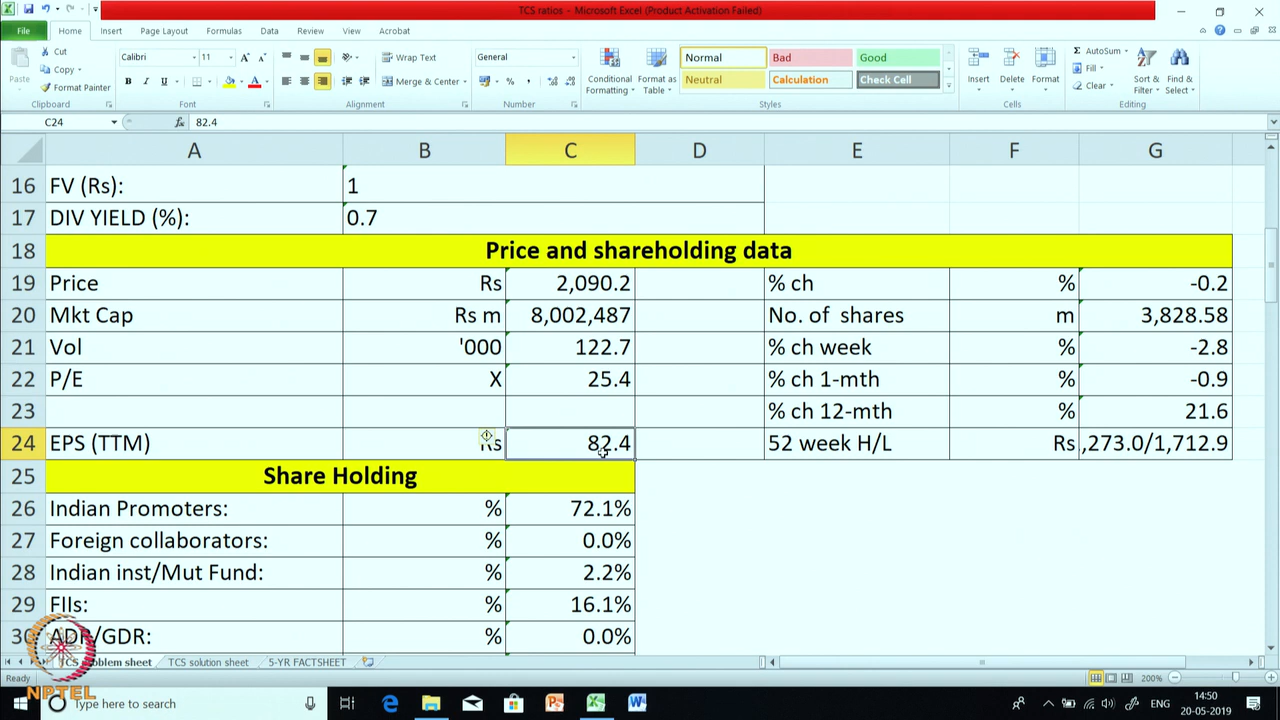 TCS ratios - Microsoft Excel (Product Activation Failed)
File Home Insert Page Layout Formulas Data Review View Acrobat
Cut
Copy
Format Painter
Paste
Clipboard
Calibri 11
B I U
Font
Wrap Text
Merge & Center
Alignment
General
Number
Conditional Formatting
Format as Table
Normal Bad Good
Neutral Calculation Check Cell
Styles
Insert Delete Format
Cells
AutoSum
Fill
Clear
Sort & Filter
Find & Select
Editing
C24 fx 82.4
A B C D E F G
16 FV (Rs): 1
17 DIV YIELD (%): 0.7
18 Price and shareholding data
19 Price Rs 2,090.2 % ch % -0.2
20 Mkt Cap Rs m 8,002,487 No. of shares m 3,828.58
21 Vol '000 122.7 % ch week % -2.8
22 P/E X 25.4 % ch 1-mth % -0.9
23 % ch 12-mth % 21.6
24 EPS (TTM) Rs 82.4 52 week H/L Rs ,273.0/1,712.9
25 Share Holding
26 Indian Promoters: % 72.1%
27 Foreign collaborators: % 0.0%
28 Indian inst/Mut Fund: % 2.2%
29 FIIs: % 16.1%
30 ADR/GDR: % 0.0%
TCS problem sheet TCS solution sheet 5-YR FACTSHEET
Ready 200%
NPTEL
Type here to search
ENG
14:50
20-05-2019